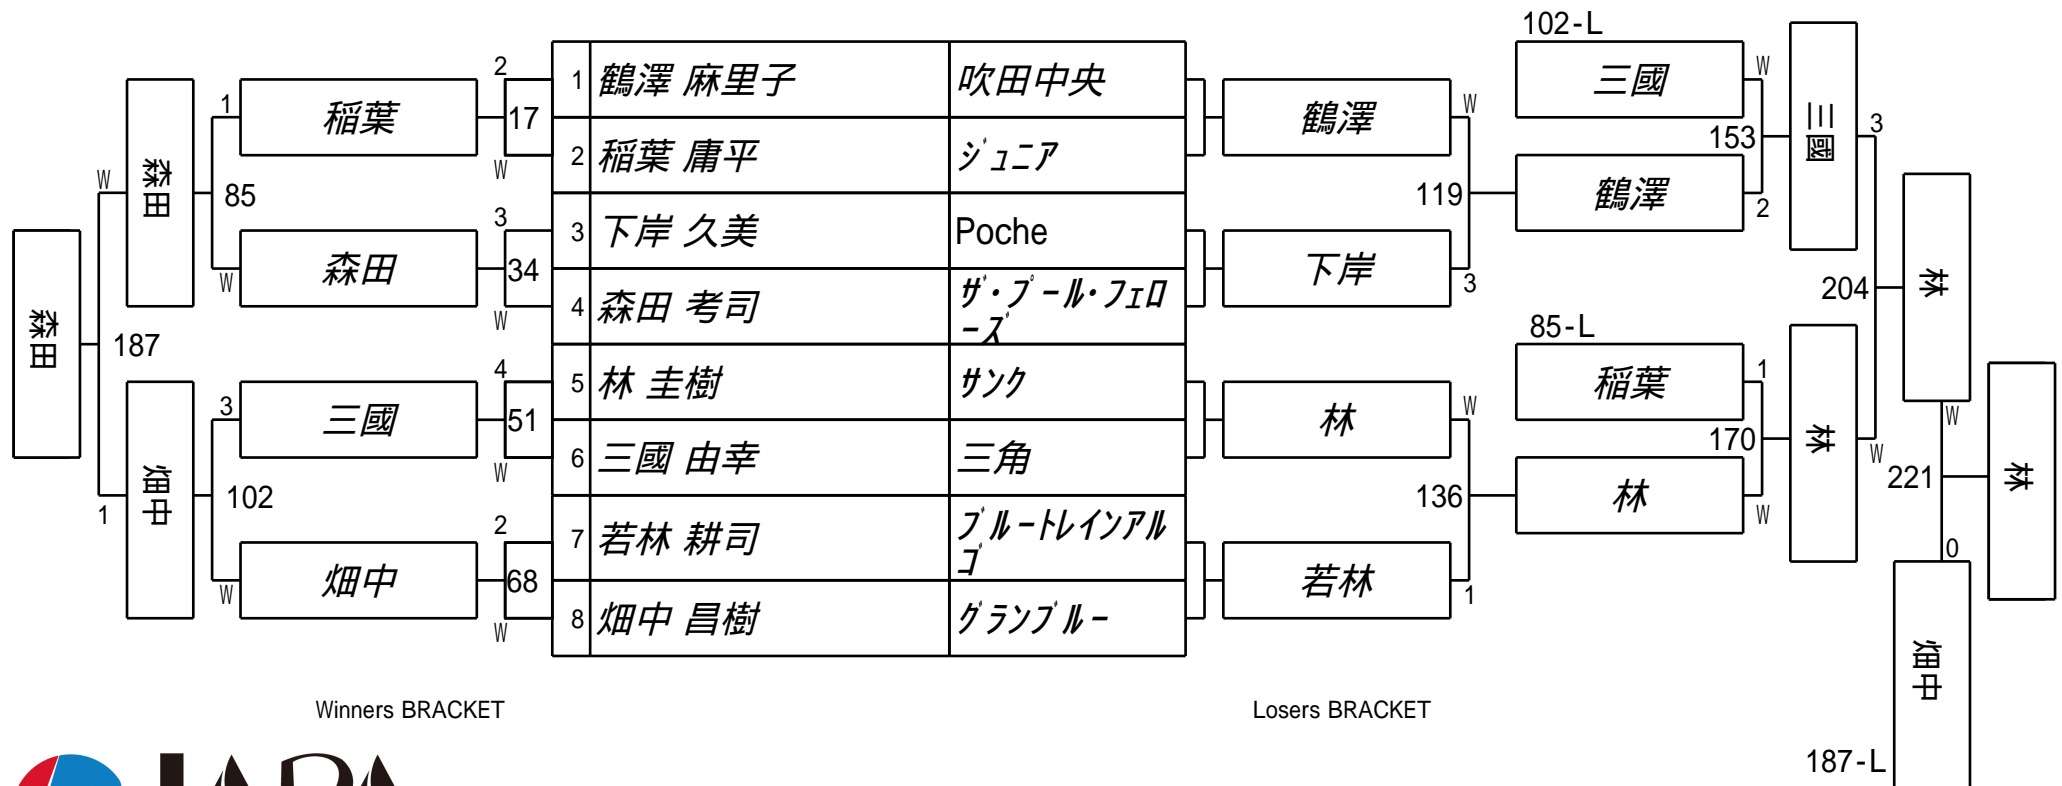 102-L
2
1 鶴澤 麻里子 吹田中央
三國
W
1
稲葉
17
鶴澤
W
153
三國
3
W
森田
2 稲葉 庸平 ジュニア
W
85
3
3 下岸 久美 Poche
119
鶴澤
2
森田
34
下岸
3
W
4 森田 考司 ザ・プール・フェロ
ーズ
W
204
林
森田
187
85-L
4
5 林 圭樹 サンク
稲葉
1
3
三國
51
林
W
170
林
W
W
6 三國 由幸 三角
W
221
林
1
畑中
102
136
林
W
2
7 若林 耕司 ブルートレインアル
ゴ
0
畑中
68
若林
1
W
8 畑中 昌樹 グランブルー
W
畑中
Winners BRACKET
Losers BRACKET
187-L
JAPA